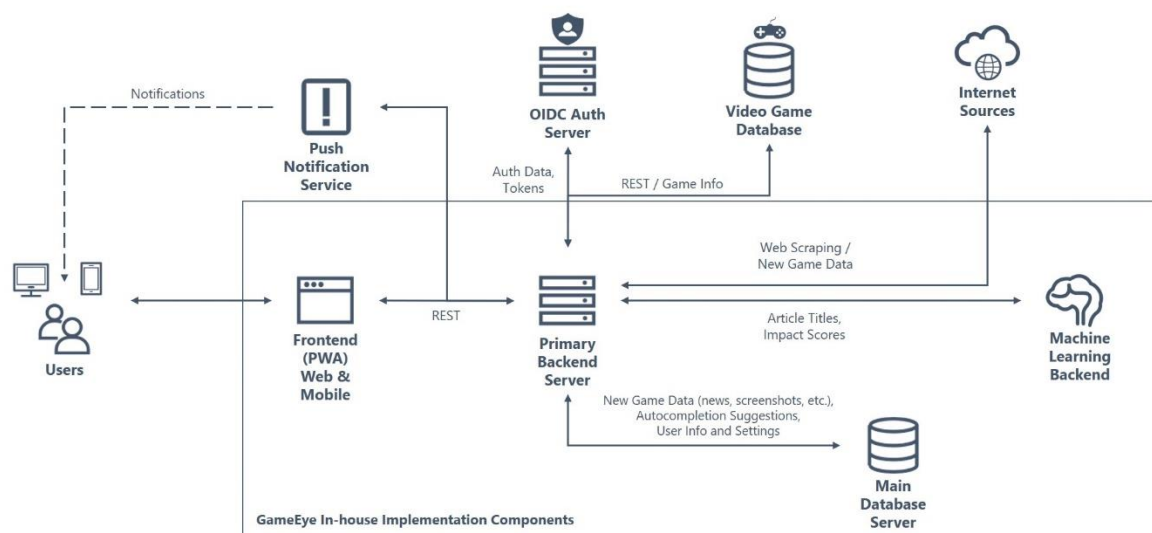 Notifications
Push
Notification
Service
OIDC Auth
Server
Video Game
Database
Internet
Sources
Auth Data,
Tokens
REST / Game Info
Web Scraping /
New Game Data
Users
Frontend
(PWA)
Web &
Mobile
REST
Primary
Backend
Server
Article Titles,
Impact Scores
Machine
Learning
Backend
New Game Data (news, screenshots, etc.),
Autocompletion Suggestions,
User Info and Settings
Main
Database
Server
GameEye In-house Implementation Components